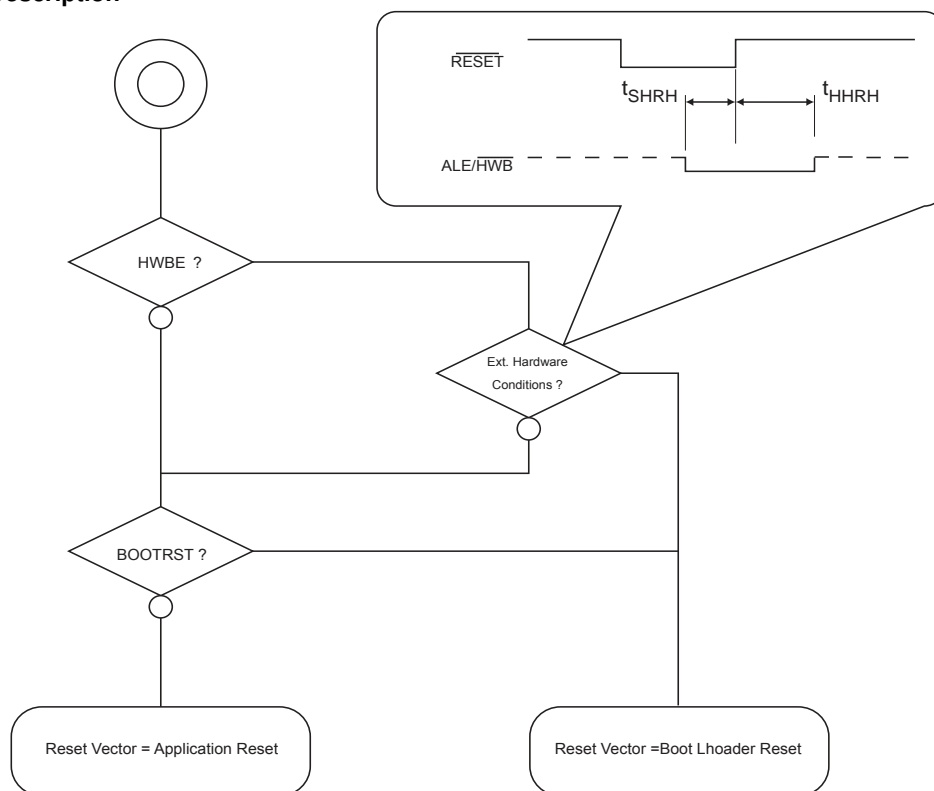 RESET
tSHRH
tHHRH
ALE/HWB
HWBE ?
Ext. Hardware
Conditions ?
BOOTRST ?
Reset Vector = Application Reset
Reset Vector =Boot Lhoader Reset